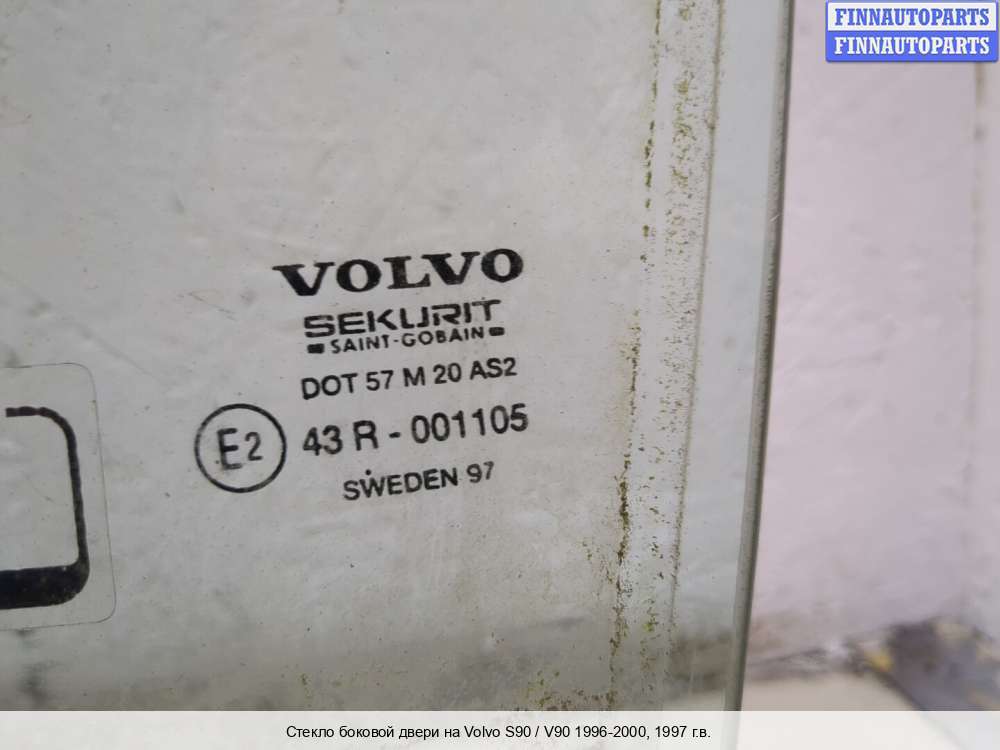 FINNAUTOPARTS
FINNAUTOPARTS
VOLVO
SEKURIT
SAINT-GOBAIN
DOT 57 M 20 AS2
E2 43 R - 001105
SWEDEN 97
Стекло боковой двери на Volvo S90 / V90 1996-2000, 1997 г.в.